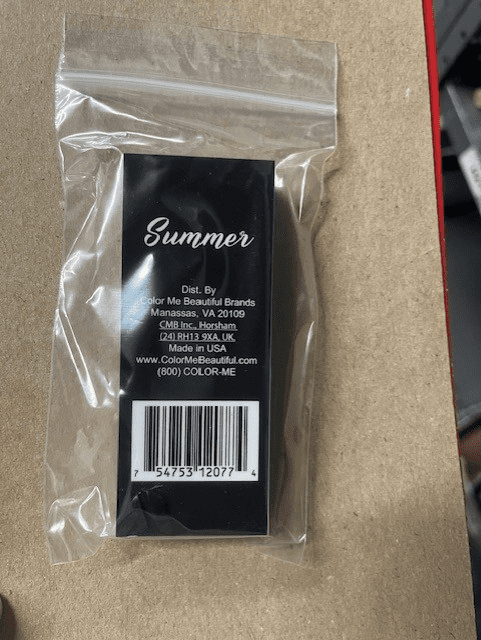 Summer
Dist. By
Color Me Beautiful Brands
Manassas, VA 20109
CMB Inc., Horsham
(24) RH13 9XA, UK
Made in USA
www.ColorMeBeautiful.com
(800) COLOR-ME
7 54753 12077 4